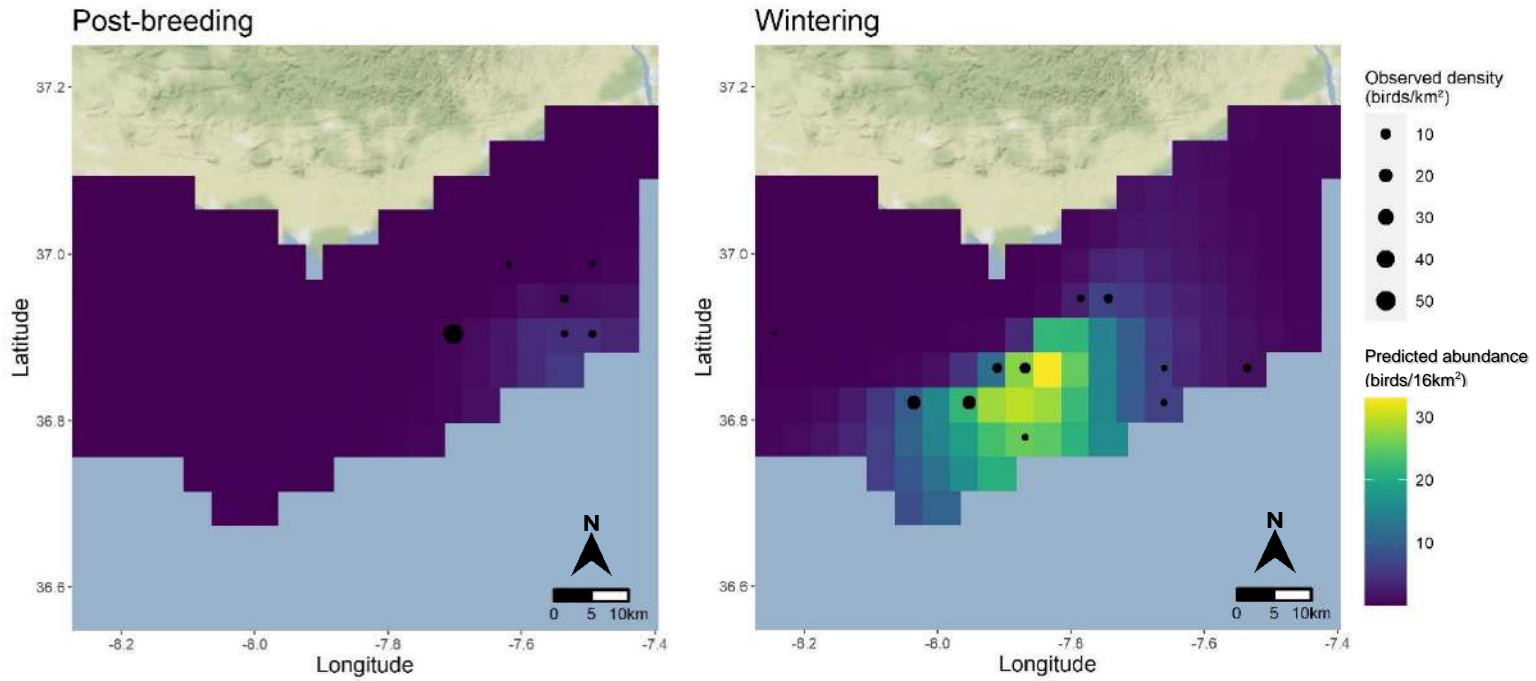 Post-breeding
Wintering
37.2
37.0
36.8
36.6
Latitude
-8.2
-8.0
-7.8
-7.6
-7.4
Longitude
N
0 5 10km
37.2
37.0
36.8
36.6
Latitude
-8.2
-8.0
-7.8
-7.6
-7.4
Longitude
N
0 5 10km
Observed density
(birds/km²)
10
20
30
40
50
Predicted abundance
(birds/16km²)
30
20
10